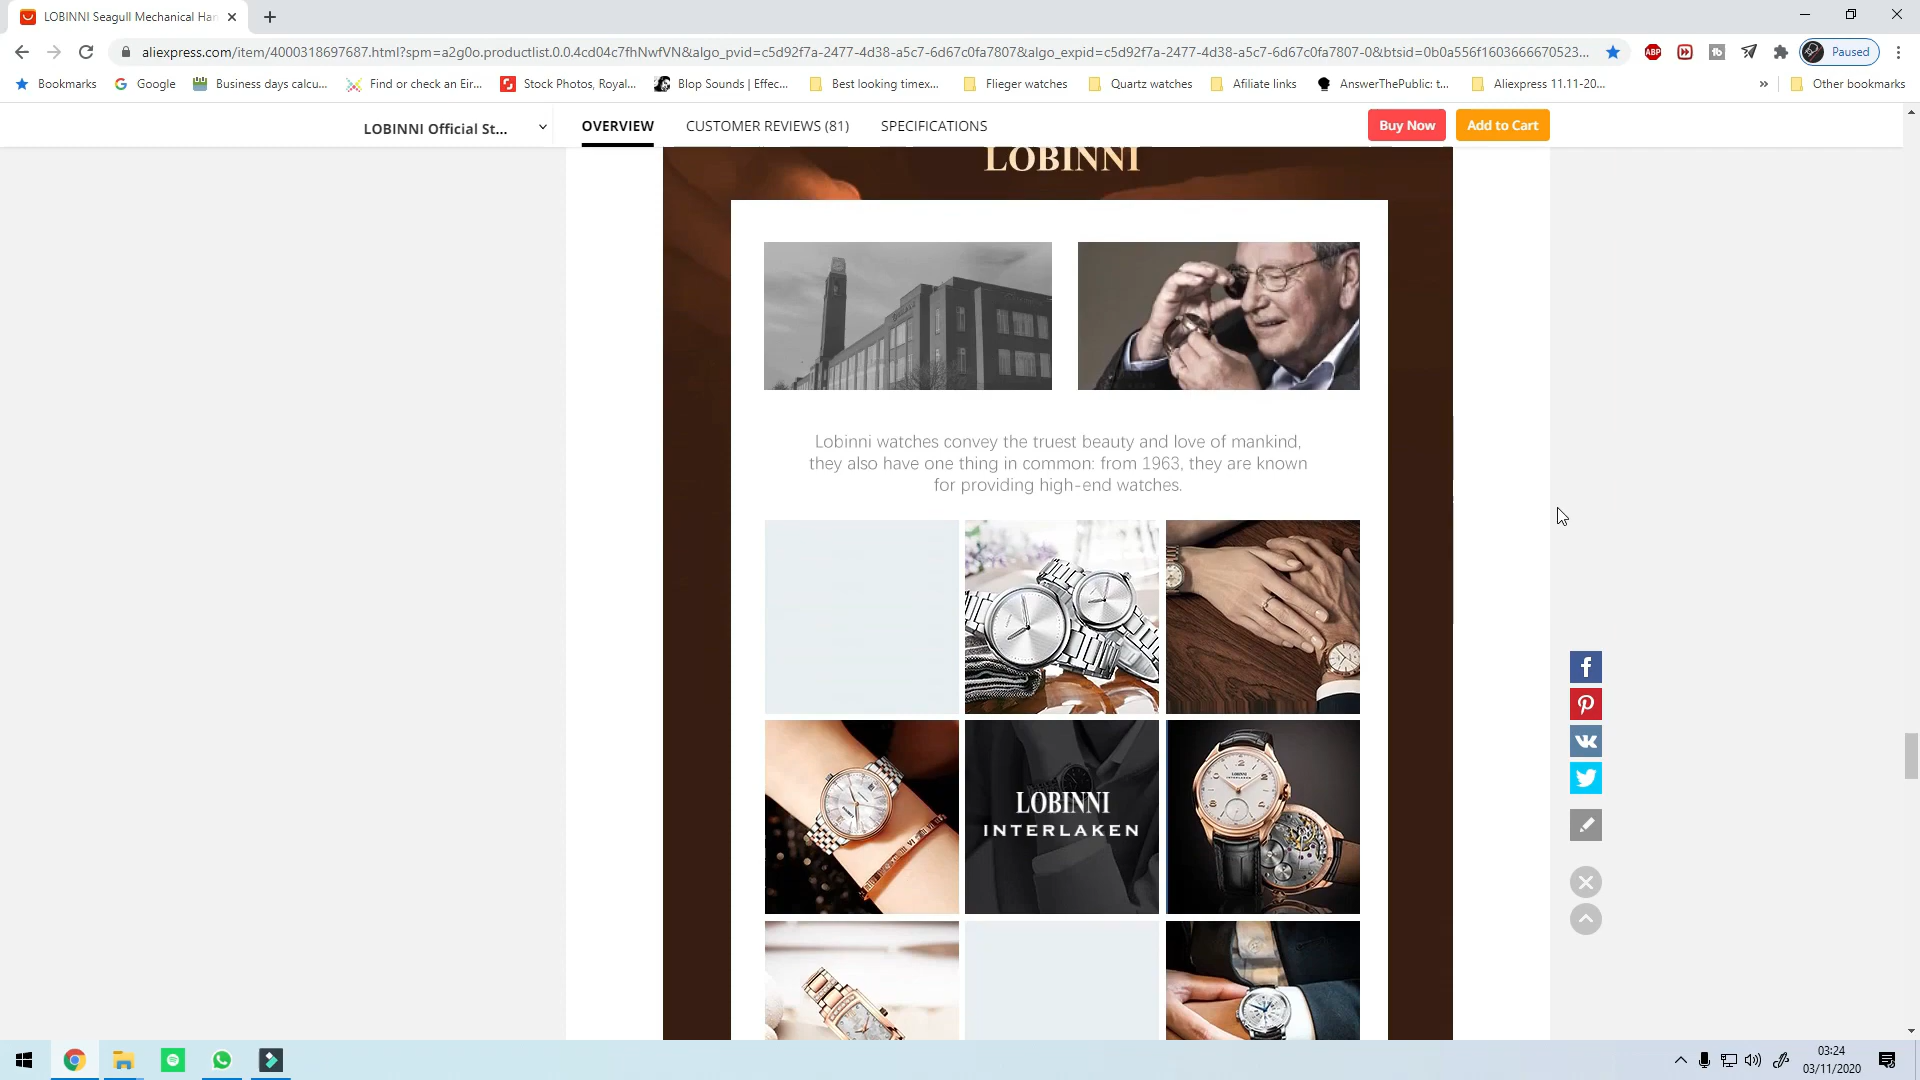 LOBINNI Seagull Mechanical Han
aliexpress.com/item/4000318697687.html?spm=a2g0o.productlist.0.0.4cd04c7fhNwfVN&algo_pvid=c5d92f7a-2477-4d38-a5c7-6d67c0fa7807&algo_expid=c5d92f7a-2477-4d38-a5c7-6d67c0fa7807-0&btsid=0b0a556f1603666670523...
ABP
Paused
Bookmarks
Google
Business days calcu...
Find or check an Eir...
Stock Photos, Royal...
Blop Sounds | Effec...
Best looking timex...
Flieger watches
Quartz watches
Afiliate links
AnswerThePublic: t...
Aliexpress 11.11-20...
»
Other bookmarks
LOBINNI Official St...
OVERVIEW
CUSTOMER REVIEWS (81)
SPECIFICATIONS
Buy Now
Add to Cart
LOBINNI
Lobinni watches convey the truest beauty and love of mankind,
they also have one thing in common: from 1963, they are known
for providing high-end watches.
LOBINNI
INTERLAKEN
03:24
03/11/2020